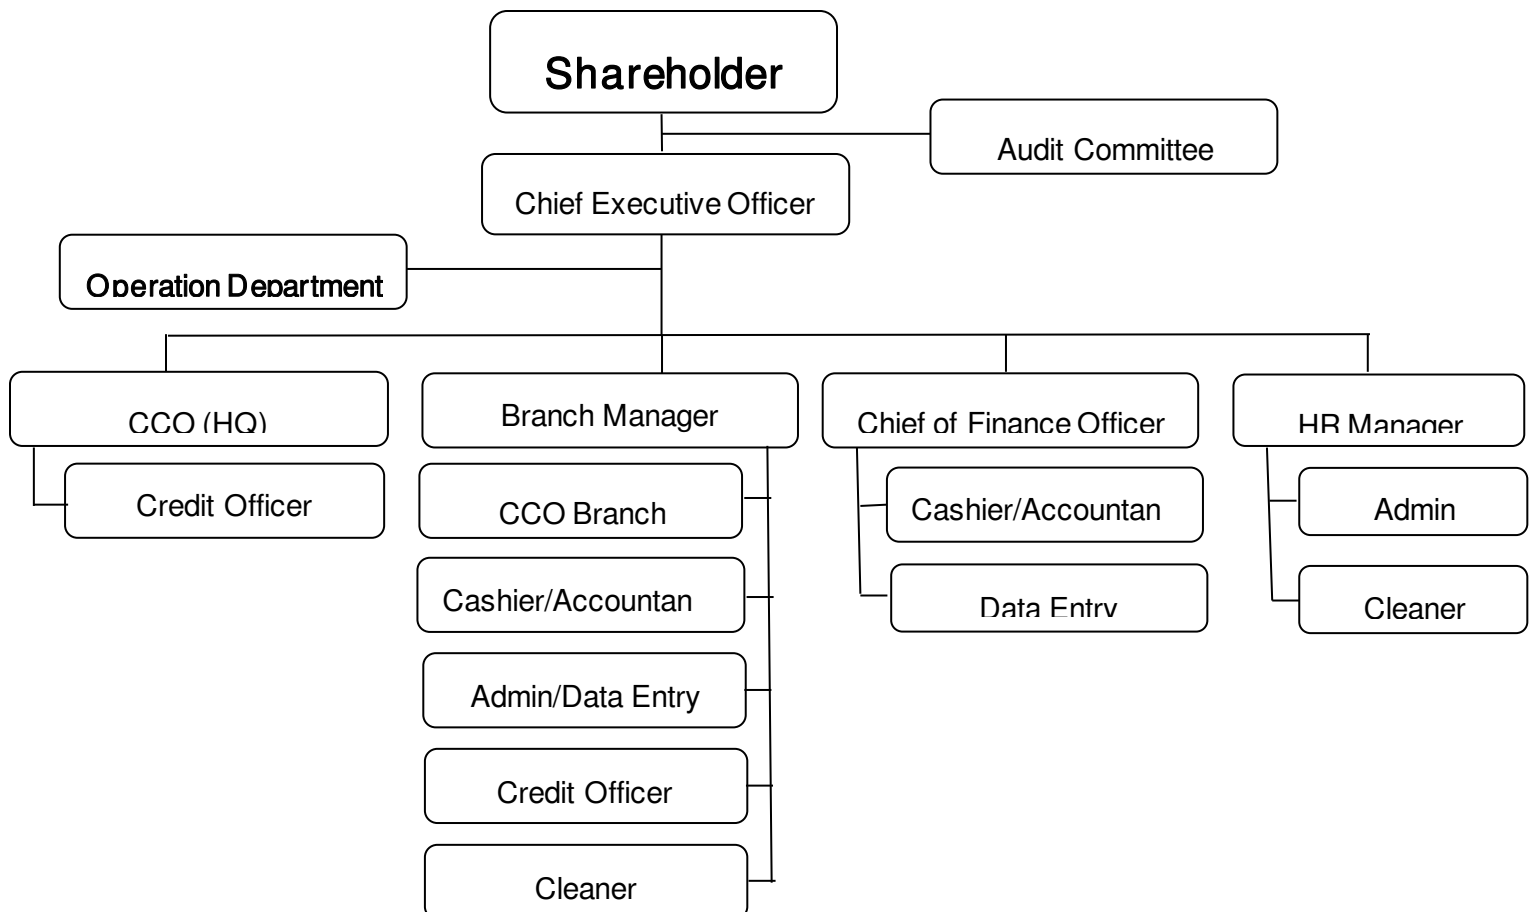 Shareholder
Audit Committee
Chief Executive Officer
Operation Department
CCO (HQ)
Branch Manager
Chief of Finance Officer
HR Manager
Credit Officer
CCO Branch
Cashier/Accountan
Admin/Data Entry
Credit Officer
Cleaner
Cashier/Accountan
Data Entry
Admin
Cleaner